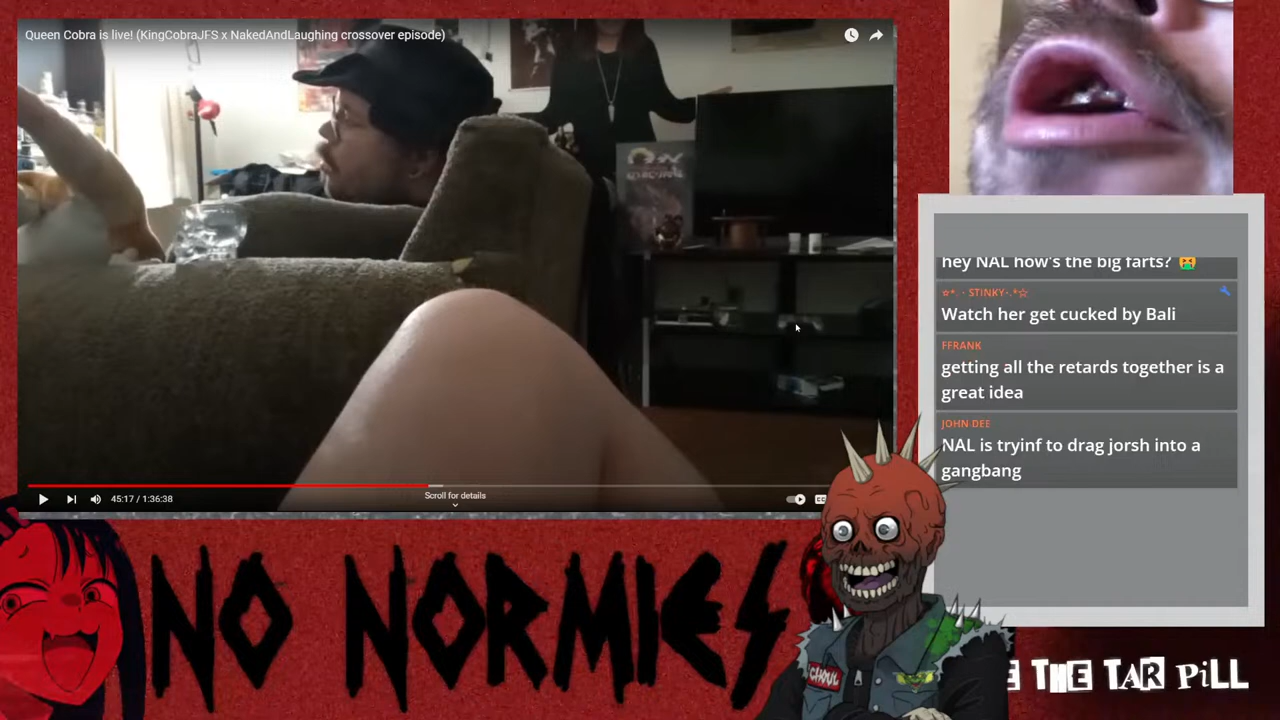 Queen Cobra is live! (KingCobraJFS x NakedAndLaughing crossover episode)
hey NAL how's the big farts? 🤮
✩*. · STINKY·.*☆
Watch her get cucked by Bali
FFRANK
getting all the retards together is a
great idea
JOHN DEE
NAL is tryinf to drag jorsh into a
gangbang
45:17 / 1:36:38
Scroll for details
CC
NO NORMIES
GHOUL
E THE TAR PiLL